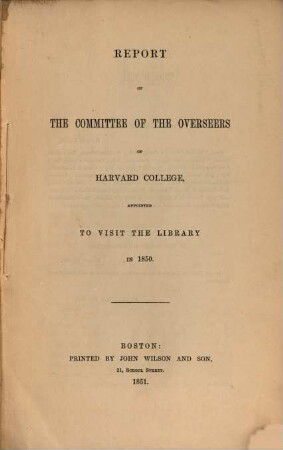 REPORT
OF
THE COMMITTEE OF THE OVERSEERS
OF
HARVARD COLLEGE,
APPOINTED
TO VISIT THE LIBRARY
IN 1850.
BOSTON:
PRINTED BY JOHN WILSON AND SON,
21, SCHOOL STREET.
1851.